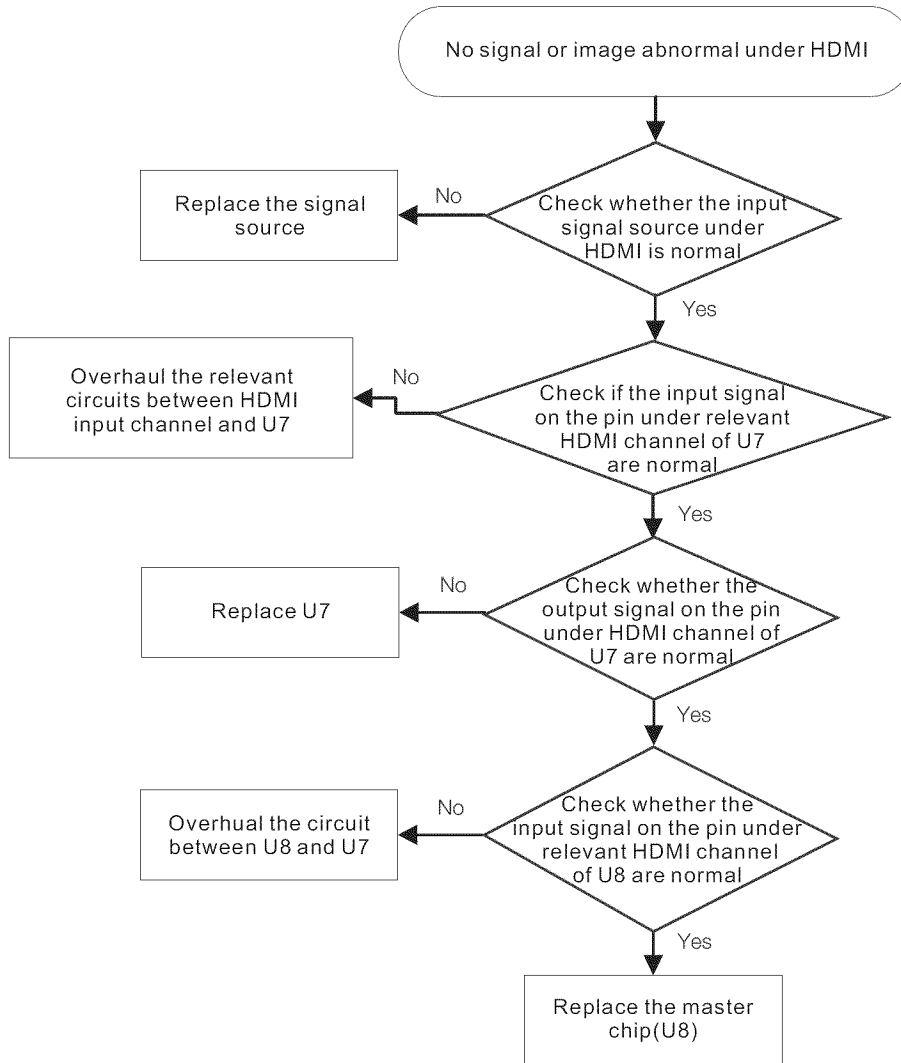 No signal or image abnormal under HDMI
Check whether the input
signal source under
HDMI is normal
No
Replace the signal
source
Yes
Check if the input signal
on the pin under relevant
HDMI channel of U7
are normal
No
Overhaul the relevant
circuits between HDMI
input channel and U7
Yes
Check whether the
output signal on the pin
under HDMI channel of
U7 are normal
No
Replace U7
Yes
Check whether the
input signal on the pin under
relevant HDMI channel
of U8 are normal
No
Overhual the circuit
between U8 and U7
Yes
Replace the master
chip(U8)